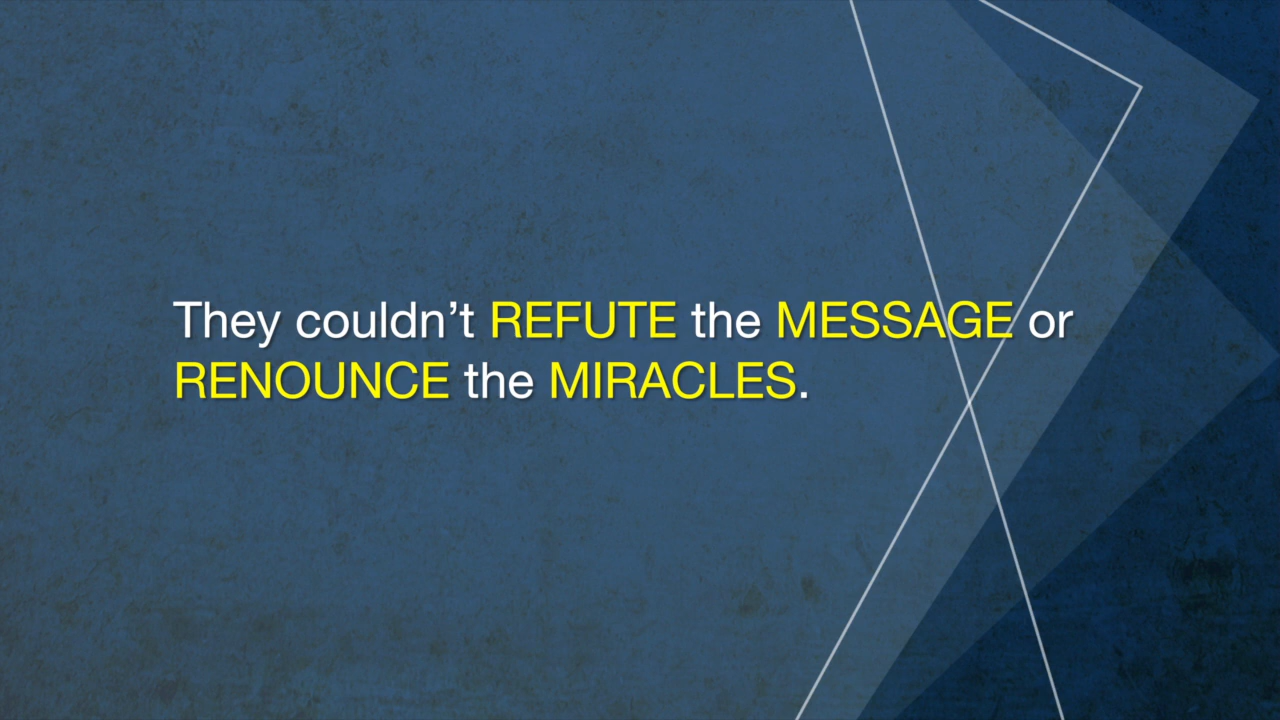 They couldn’t REFUTE the MESSAGE or
RENOUNCE the MIRACLES.